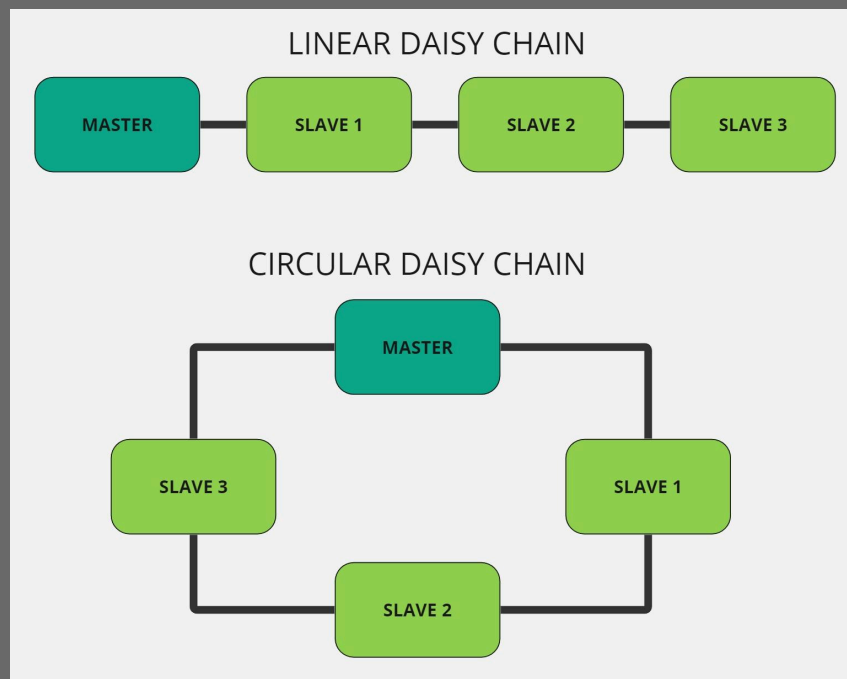 LINEAR DAISY CHAIN
MASTER
SLAVE 1
SLAVE 2
SLAVE 3
CIRCULAR DAISY CHAIN
MASTER
SLAVE 3
SLAVE 1
SLAVE 2